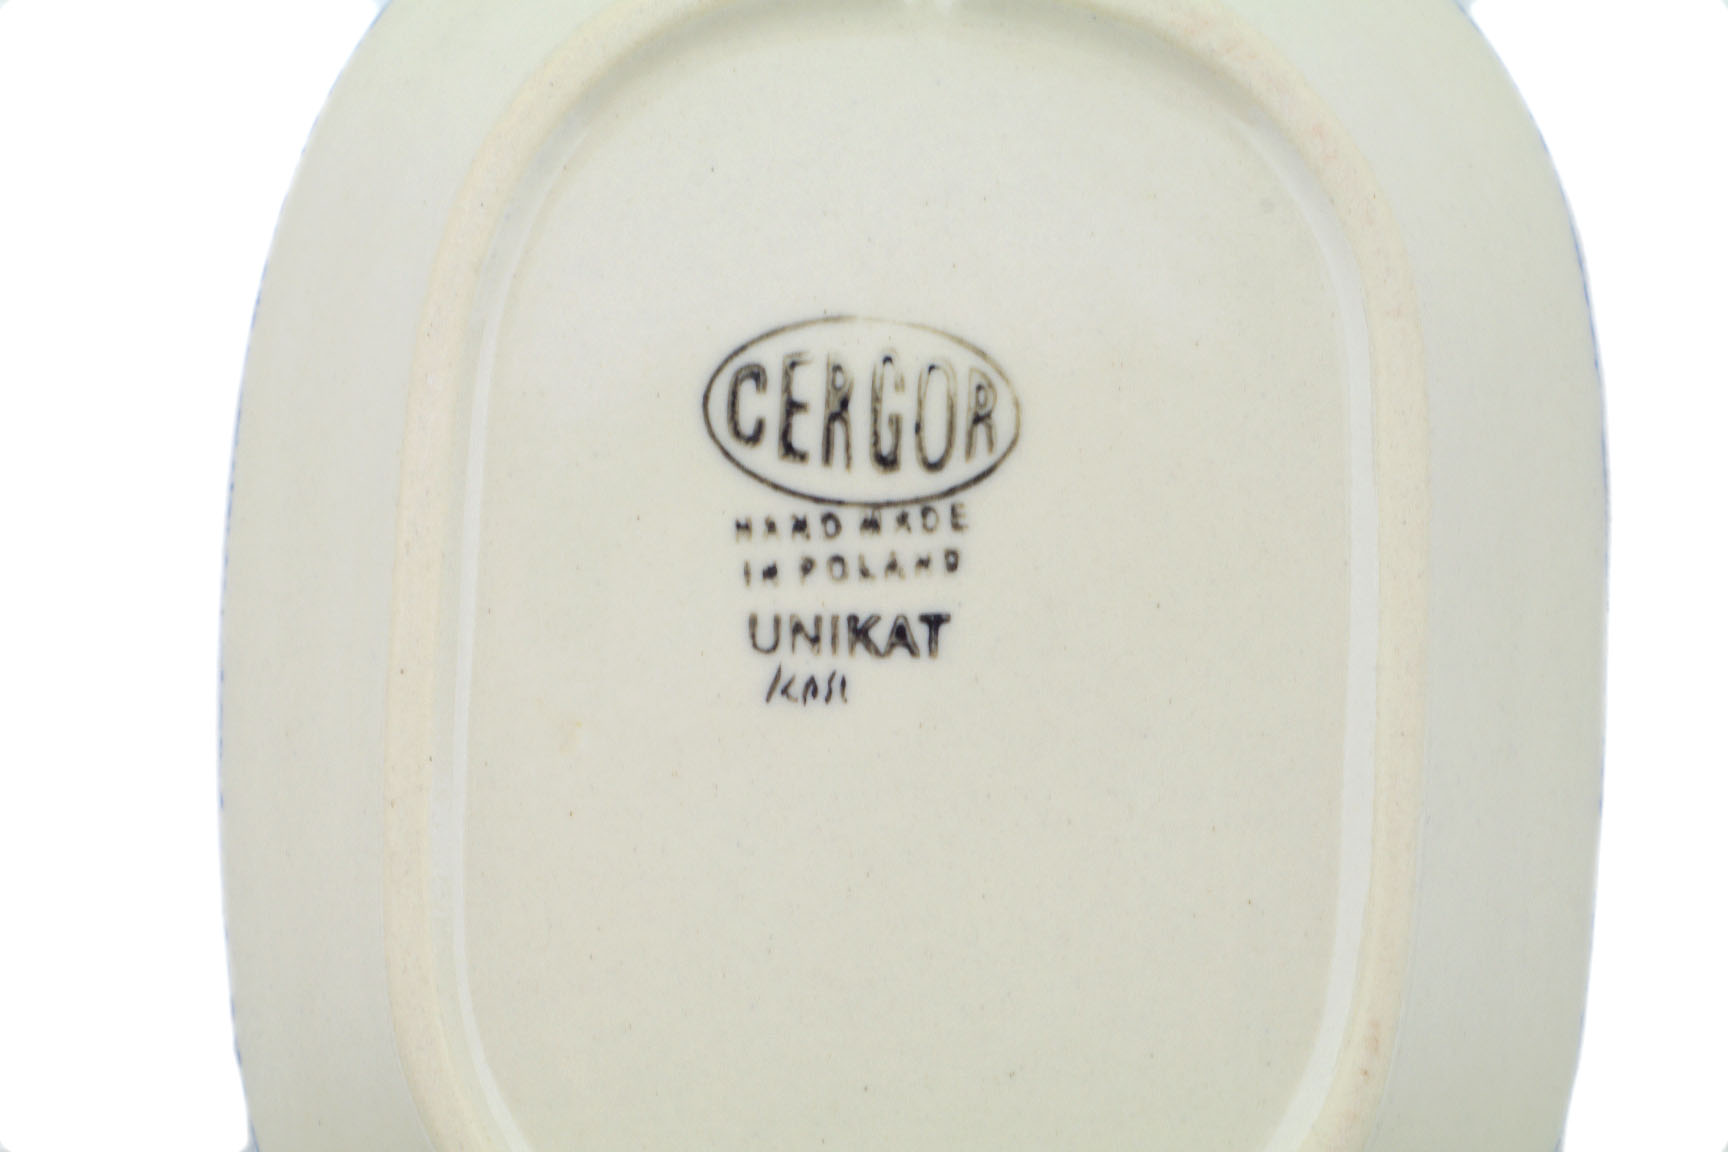 CERGOR
HAND MADE
IN POLAND
UNIKAT